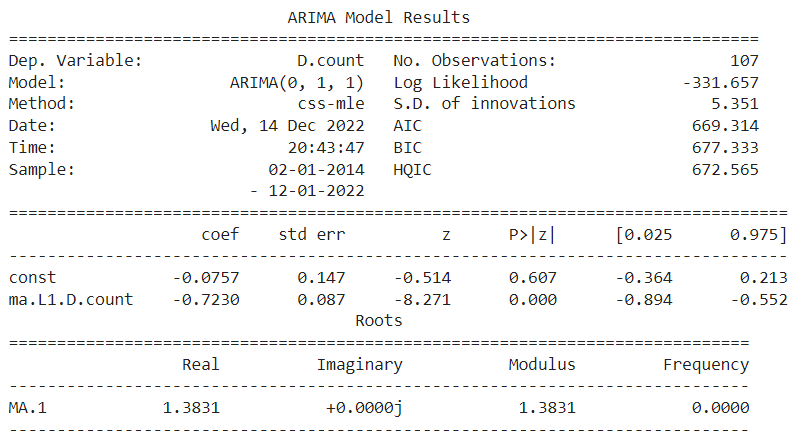 ARIMA Model Results
==============================================================================
Dep. Variable:                D.count   No. Observations:                  107
Model:                 ARIMA(0, 1, 1)   Log Likelihood                -331.657
Method:                       css-mle   S.D. of innovations              5.351
Date:                Wed, 14 Dec 2022   AIC                            669.314
Time:                        20:43:47   BIC                            677.333
Sample:                    02-01-2014   HQIC                           672.565
                         - 12-01-2022
=================================================================================
                    coef    std err          z      P>|z|      [0.025      0.975]
---------------------------------------------------------------------------------
const            -0.0757      0.147     -0.514      0.607      -0.364       0.213
ma.L1.D.count    -0.7230      0.087     -8.271      0.000      -0.894      -0.552
                                    Roots
=============================================================================
                  Real          Imaginary           Modulus         Frequency
-----------------------------------------------------------------------------
MA.1            1.3831           +0.0000j            1.3831            0.0000
-----------------------------------------------------------------------------